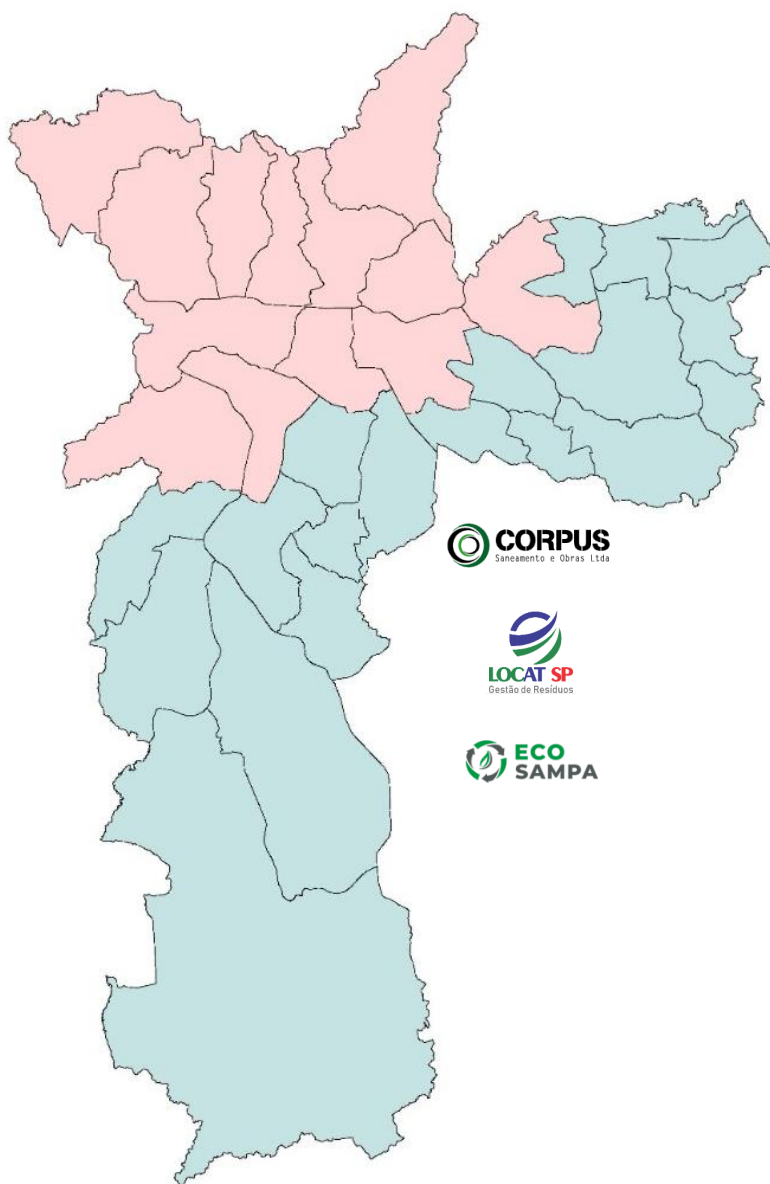 CORPUS
Saneamento e Obras Ltda
LOCAT SP
Gestão de Resíduos
ECO
SAMPA